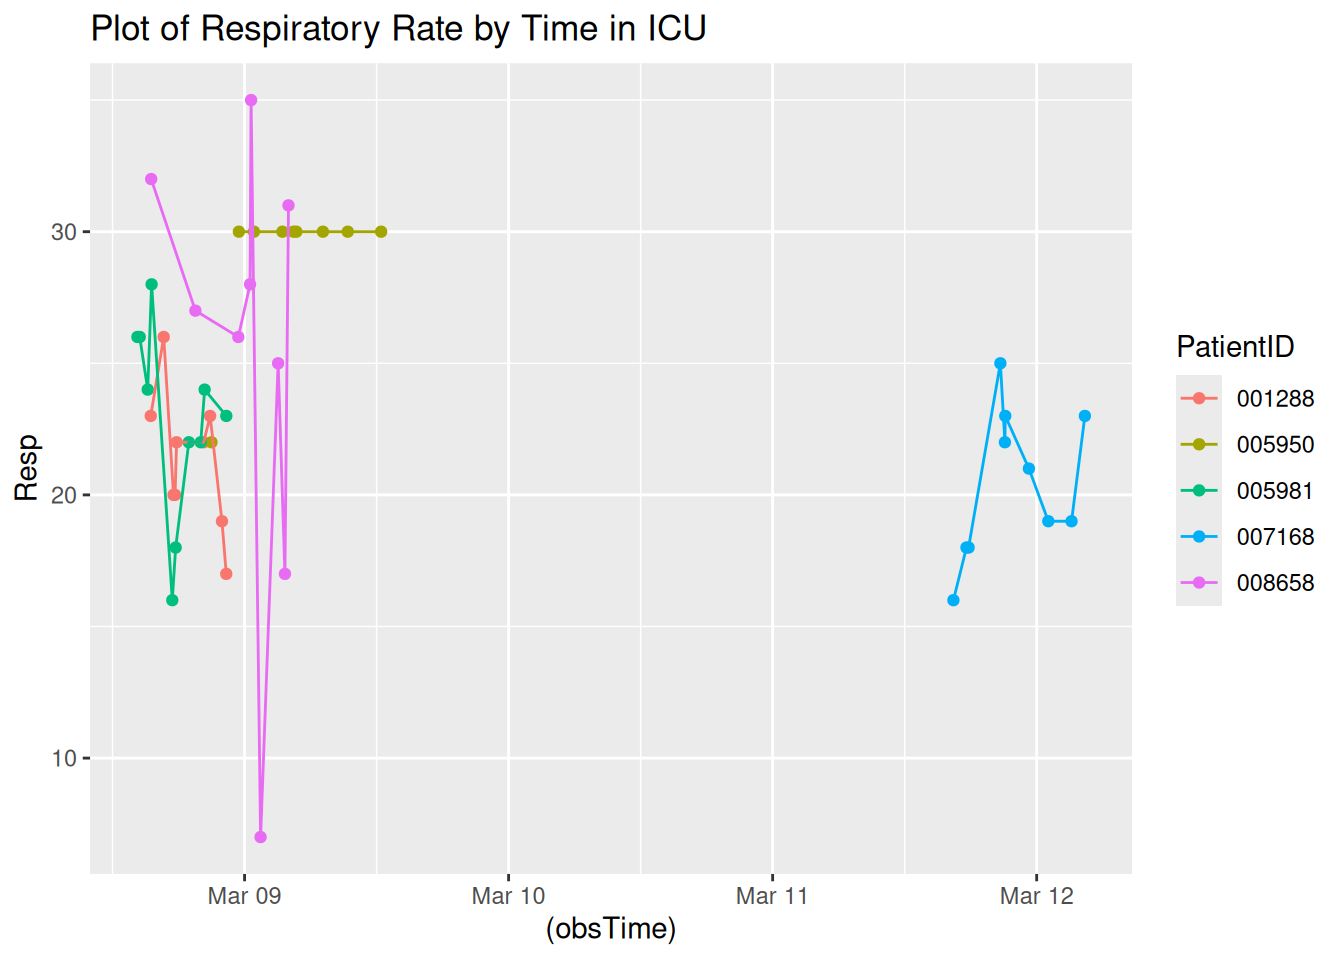 Plot of Respiratory Rate by Time in ICU
Resp
30
20
10
Mar 09
Mar 10
Mar 11
Mar 12
(obsTime)
PatientID
001288
005950
005981
007168
008658